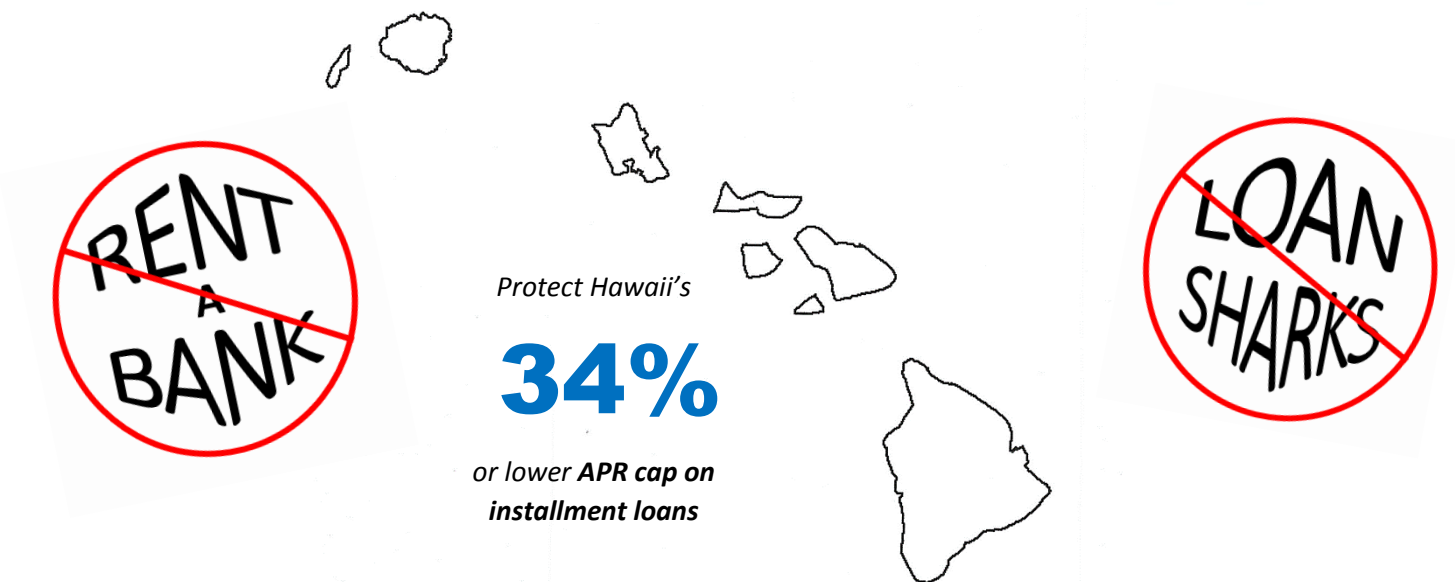 RENT
A
BANK
Protect Hawaii’s
34%
or lower APR cap on
installment loans
LOAN
SHARKS